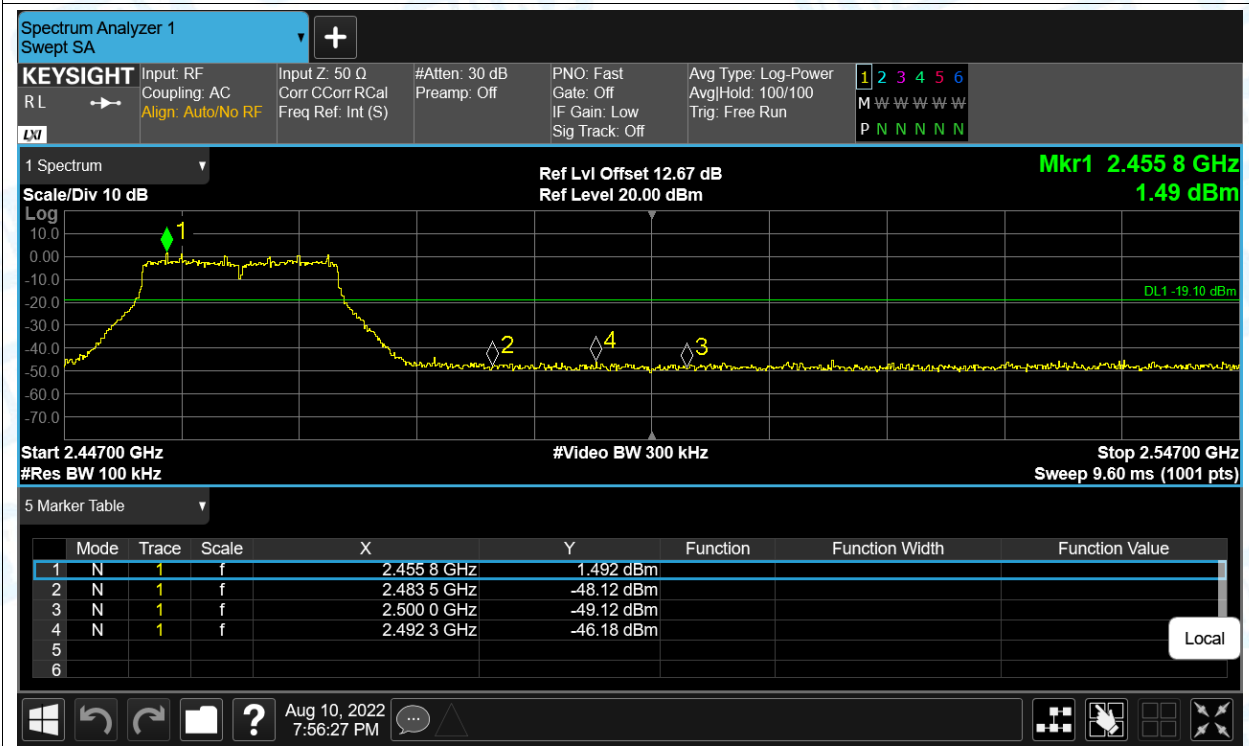 Spectrum Analyzer 1
Swept SA
KEYSIGHT
R L
LXI
Input: RF
Coupling: AC
Align: Auto/No RF
Input Z: 50 Ω
Corr CCorr RCal
Freq Ref: Int (S)
#Atten: 30 dB
Preamp: Off
PNO: Fast
Gate: Off
IF Gain: Low
Sig Track: Off
Avg Type: Log-Power
Avg|Hold: 100/100
Trig: Free Run
1 2 3 4 5 6
M W W W W W
P N N N N N
1 Spectrum
Scale/Div 10 dB
Ref Lvl Offset 12.67 dB
Ref Level 20.00 dBm
Mkr1 2.455 8 GHz
1.49 dBm
Log
10.0
0.00
-10.0
-20.0
-30.0
-40.0
-50.0
-60.0
-70.0
1
2
4
3
DL1 -19.10 dBm
Start 2.44700 GHz
#Res BW 100 kHz
#Video BW 300 kHz
Stop 2.54700 GHz
Sweep 9.60 ms (1001 pts)
5 Marker Table
Mode Trace Scale X Y Function Function Width Function Value
1 N 1 f 2.455 8 GHz 1.492 dBm
2 N 1 f 2.483 5 GHz -48.12 dBm
3 N 1 f 2.500 0 GHz -49.12 dBm
4 N 1 f 2.492 3 GHz -46.18 dBm
5
6
Local
?
Aug 10, 2022
7:56:27 PM